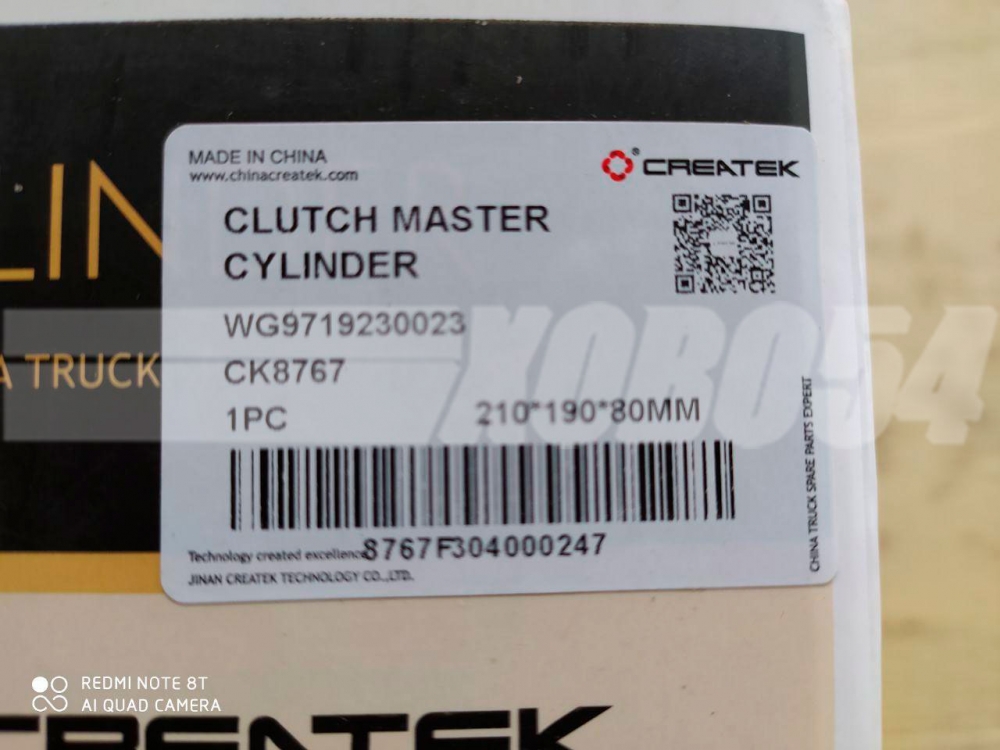 MADE IN CHINA
www.chinacreatek.com
® CREATEK
CLUTCH MASTER
CYLINDER
WG9719230023
CK8767
1PC
210*190*80MM
8767F304000247
Technology created excellence
JINAN CREATEK TECHNOLOGY CO.,LTD.
CHINA TRUCK SPARE PARTS EXPERT
LIN
A TRUCK
XOBO54
REDMI NOTE 8T
AI QUAD CAMERA
CREATEK